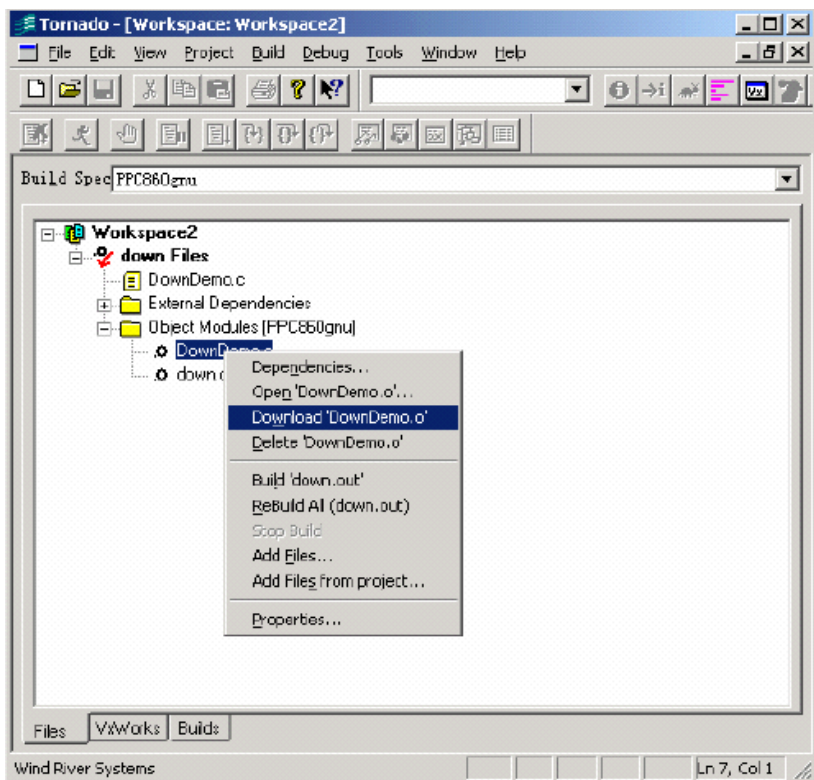 Tornado - [Workspace: Workspace2]
File Edit View Project Build Debug Tools Window Help
Build Spec PPC860gnu
Workspace2
down Files
DownDemo.c
External Dependencies
Object Modules [PPC860gnu]
DownDemo.o
down.o
Dependencies...
Open 'DownDemo.o'...
Download 'DownDemo.o'
Delete 'DownDemo.o'
Build 'down.out'
ReBuild All (down.out)
Stop Build
Add Files...
Add Files from project...
Properties...
Files VxWorks Builds
Wind River Systems Ln 7, Col 1